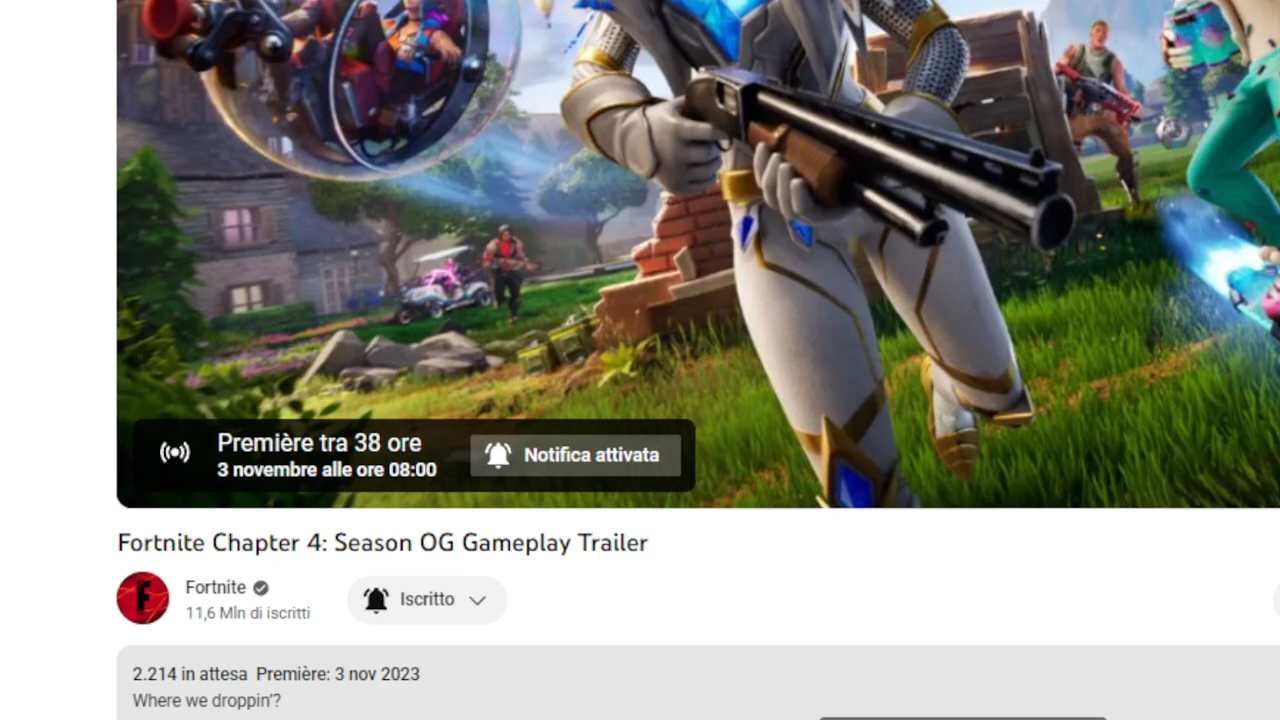 Première tra 38 ore
3 novembre alle ore 08:00
Notifica attivata
Fortnite Chapter 4: Season OG Gameplay Trailer
F
Fortnite
11,6 Mln di iscritti
Iscritto
2.214 in attesa Première: 3 nov 2023
Where we droppin'?